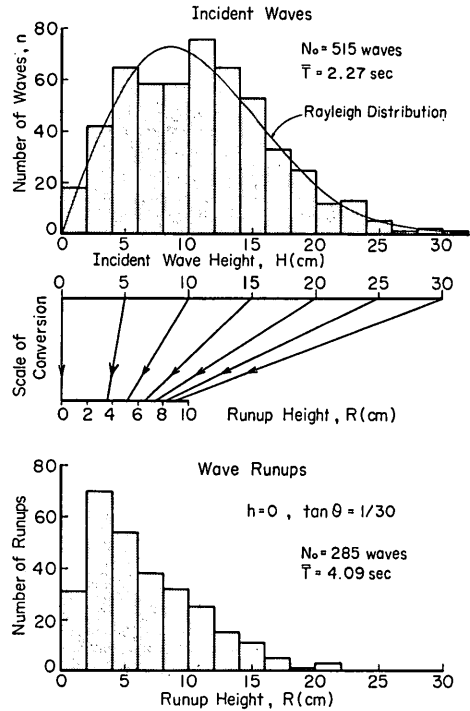 Incident Waves
Number of Waves, n
80
60
40
20
0
N₀ = 515 waves
T̅ = 2.27 sec
Rayleigh Distribution
0 5 10 15 20 25 30
Incident Wave Height, H(cm)
0 5 10 15 20 25 30
Scale of
Conversion
0 2 4 6 8 10
Runup Height, R(cm)
Wave Runups
Number of Runups
80
60
40
20
0
h=0 , tan θ = 1/30
N₀ = 285 waves
T̅ = 4.09 sec
0 5 10 15 20 25 30
Runup Height, R(cm)